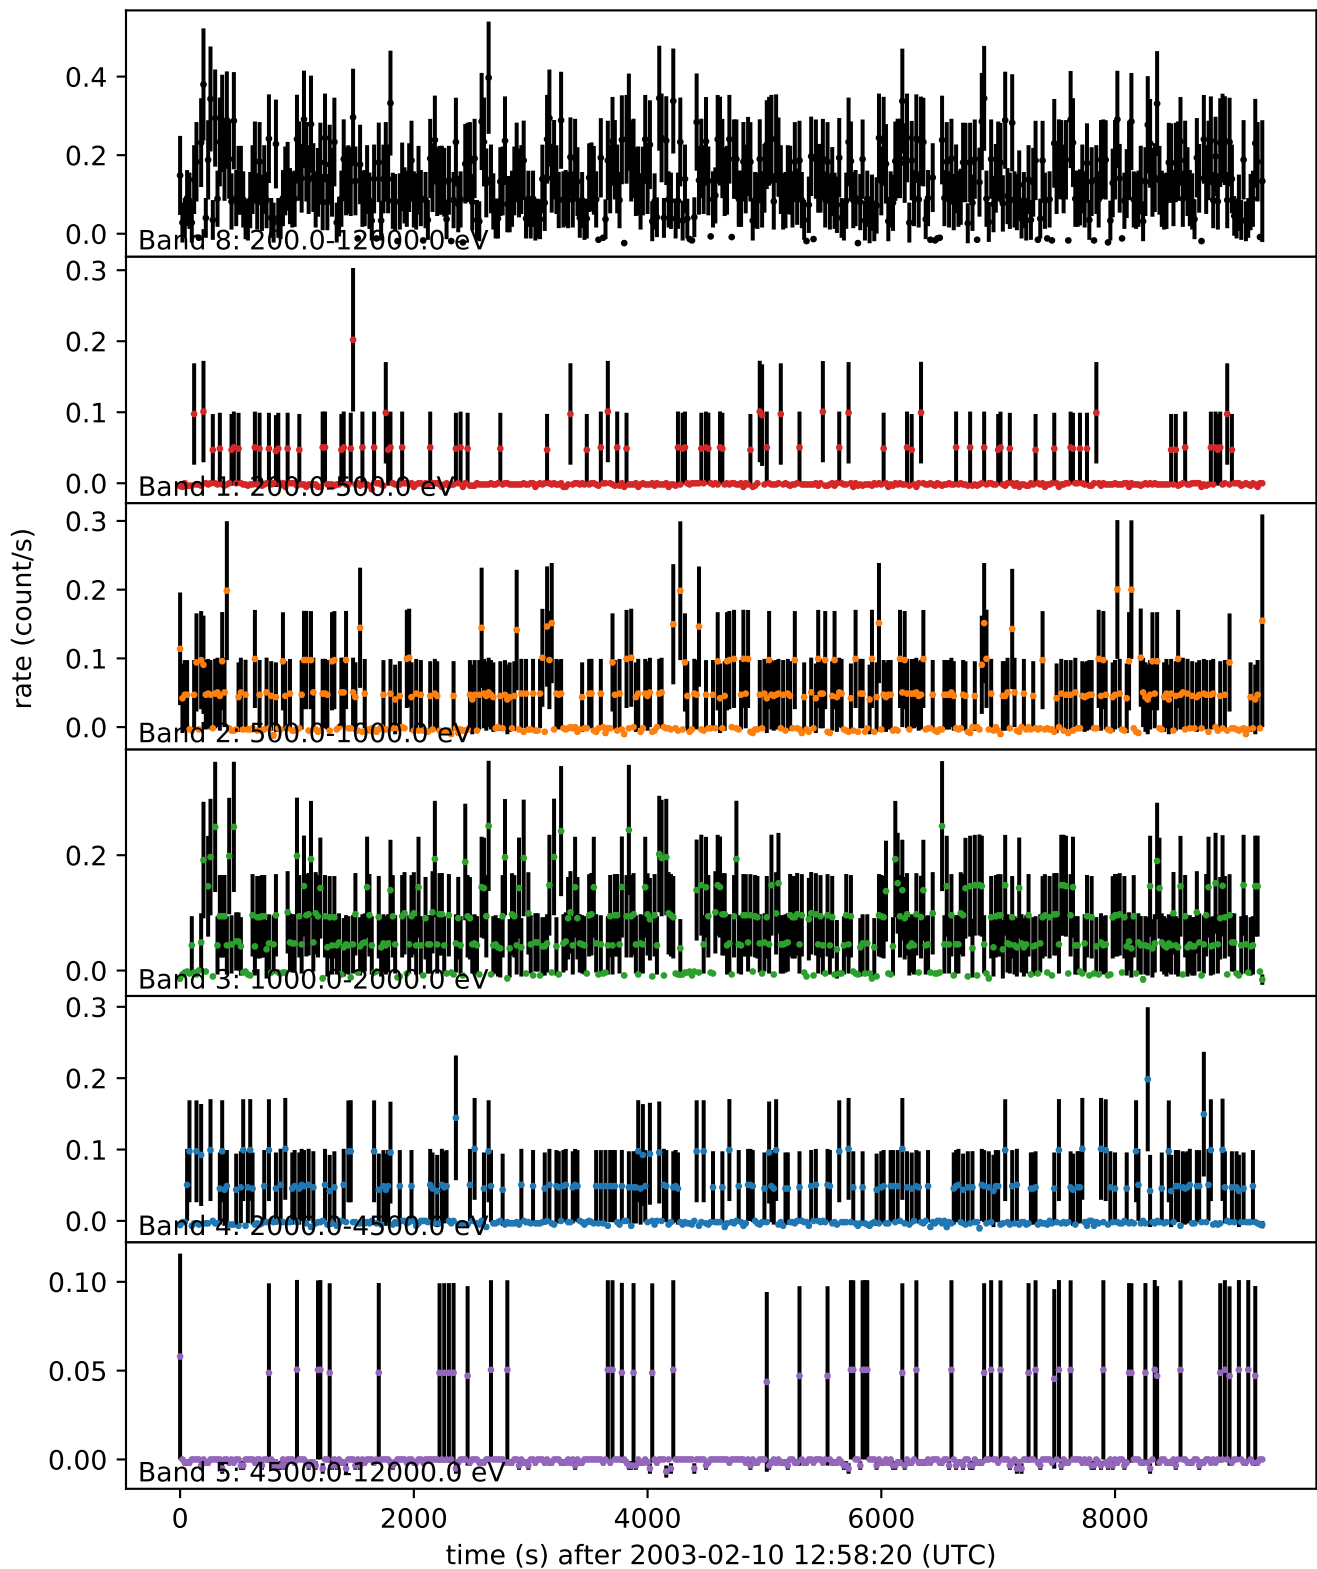 0.4
0.2
0.0
Band 8: 200.0-12000.0 eV
0.3
0.2
0.1
0.0
Band 1: 200.0-500.0 eV
0.3
0.2
0.1
0.0
Band 2: 500.0-1000.0 eV
rate (count/s)
0.2
0.0
Band 3: 1000.0-2000.0 eV
0.3
0.2
0.1
0.0
Band 4: 2000.0-4500.0 eV
0.10
0.05
0.00
Band 5: 4500.0-12000.0 eV
0 2000 4000 6000 8000
time (s) after 2003-02-10 12:58:20 (UTC)